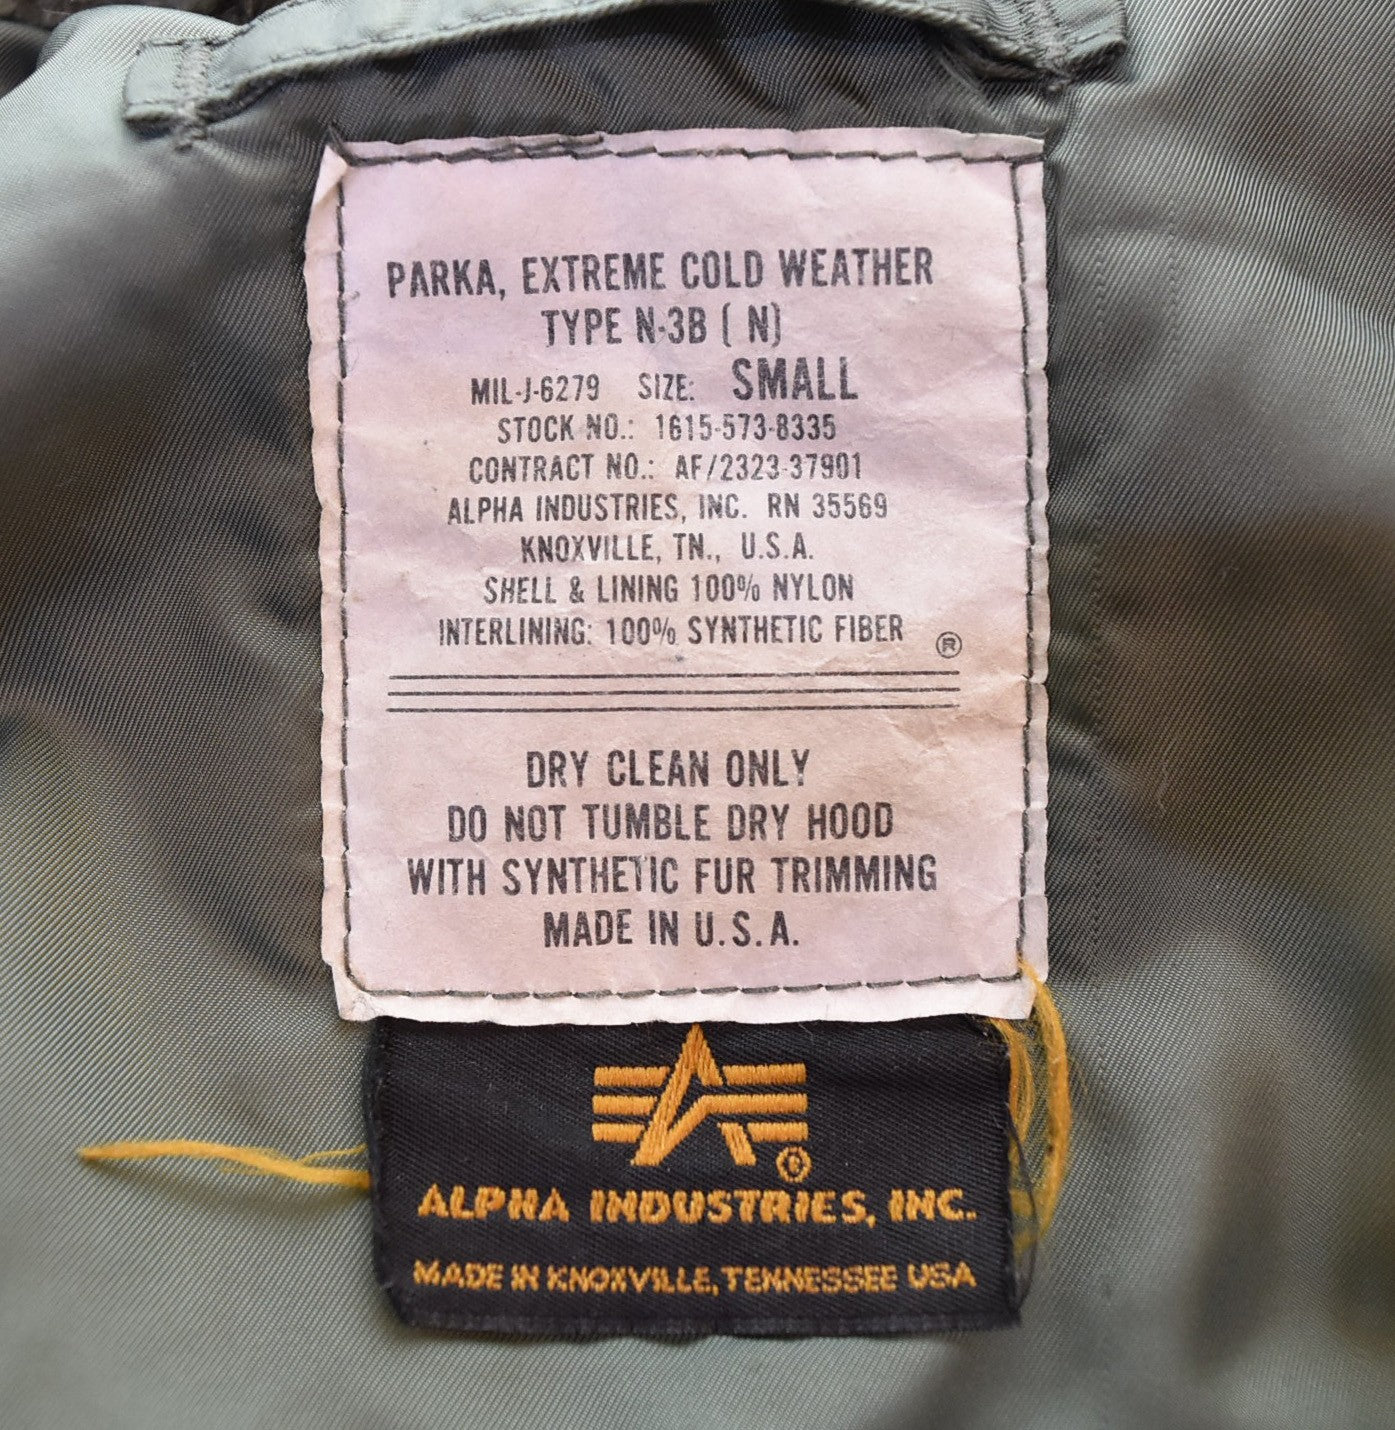 PARKA, EXTREME COLD WEATHER
TYPE N-3B ( N)
MIL-J-6279 SIZE: SMALL
STOCK NO.: 1615-573-8335
CONTRACT NO.: AF/2323-37901
ALPHA INDUSTRIES, INC. RN 35569
KNOXVILLE, TN., U.S.A.
SHELL & LINING 100% NYLON
INTERLINING: 100% SYNTHETIC FIBER ®
DRY CLEAN ONLY
DO NOT TUMBLE DRY HOOD
WITH SYNTHETIC FUR TRIMMING
MADE IN U.S.A.
®
ALPHA INDUSTRIES, INC.
MADE IN KNOXVILLE, TENNESSEE USA